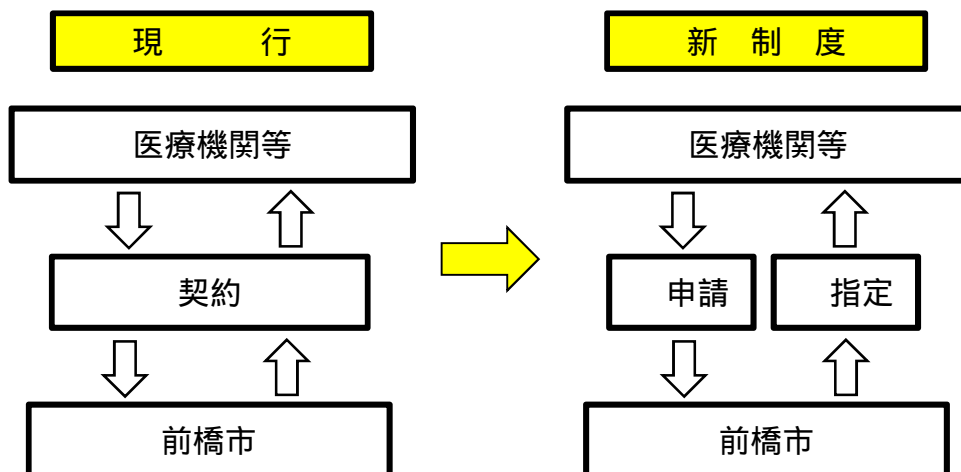 現 行
新 制 度
医療機関等
医療機関等
契約
申請
指定
前橋市
前橋市